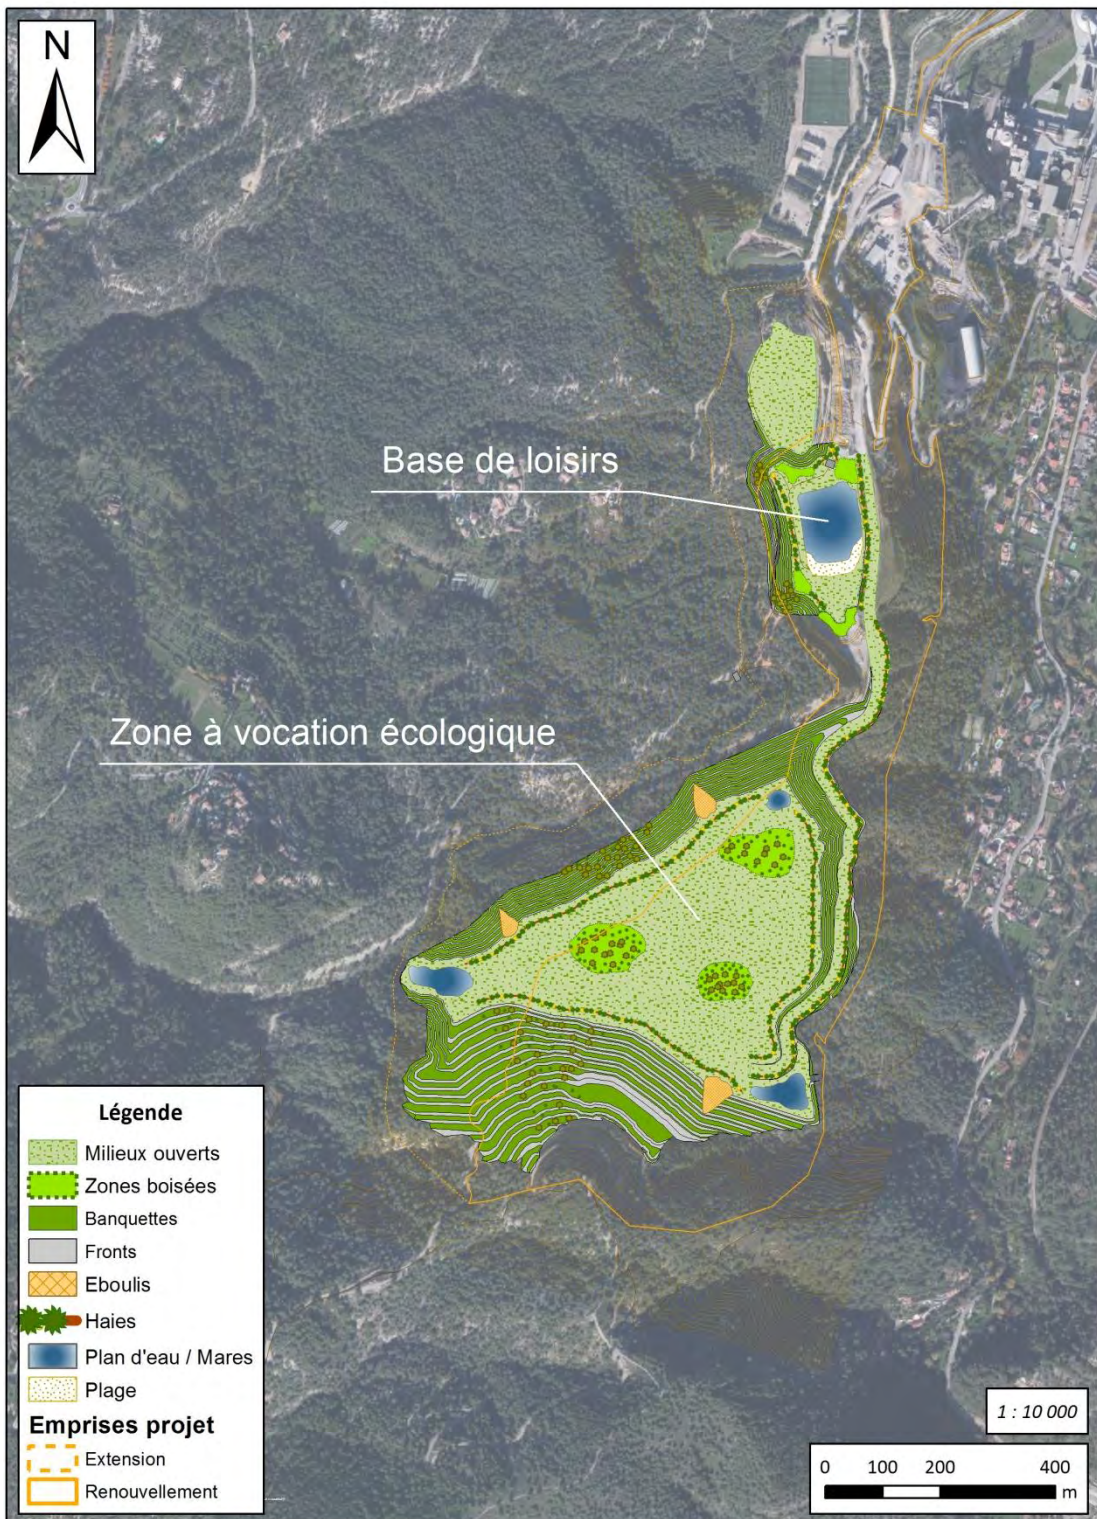 N
Base de loisirs
Zone à vocation écologique
Légende
Milieux ouverts
Zones boisées
Banquettes
Fronts
Eboulis
Haies
Plan d'eau / Mares
Plage
Emprises projet
Extension
Renouvellement
1 : 10 000
0 100 200 400
m